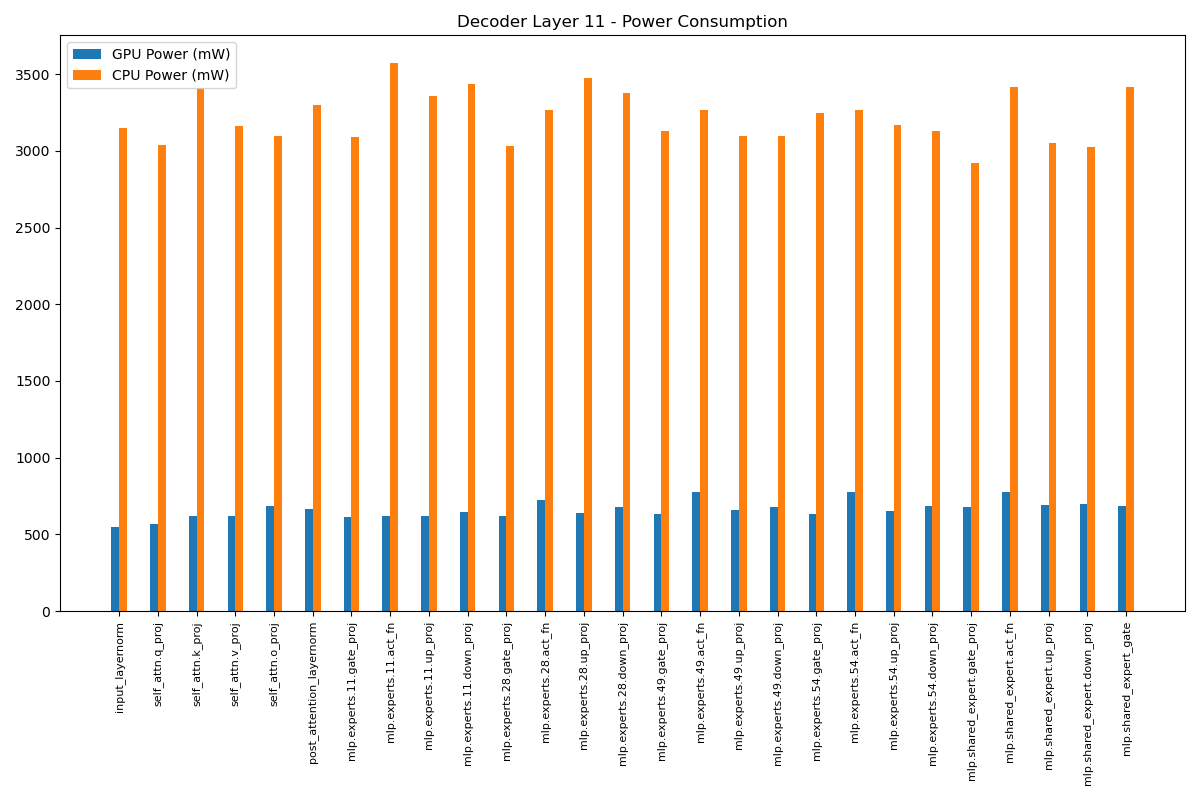 Decoder Layer 11 - Power Consumption
GPU Power (mW)
CPU Power (mW)
3500
3000
2500
2000
1500
1000
500
0
input_layernorm
self_attn.q_proj
self_attn.k_proj
self_attn.v_proj
self_attn.o_proj
post_attention_layernorm
mlp.experts.11.gate_proj
mlp.experts.11.act_fn
mlp.experts.11.up_proj
mlp.experts.11.down_proj
mlp.experts.28.gate_proj
mlp.experts.28.act_fn
mlp.experts.28.up_proj
mlp.experts.28.down_proj
mlp.experts.49.gate_proj
mlp.experts.49.act_fn
mlp.experts.49.up_proj
mlp.experts.49.down_proj
mlp.experts.54.gate_proj
mlp.experts.54.act_fn
mlp.experts.54.up_proj
mlp.experts.54.down_proj
mlp.shared_expert.gate_proj
mlp.shared_expert.act_fn
mlp.shared_expert.up_proj
mlp.shared_expert.down_proj
mlp.shared_expert_gate